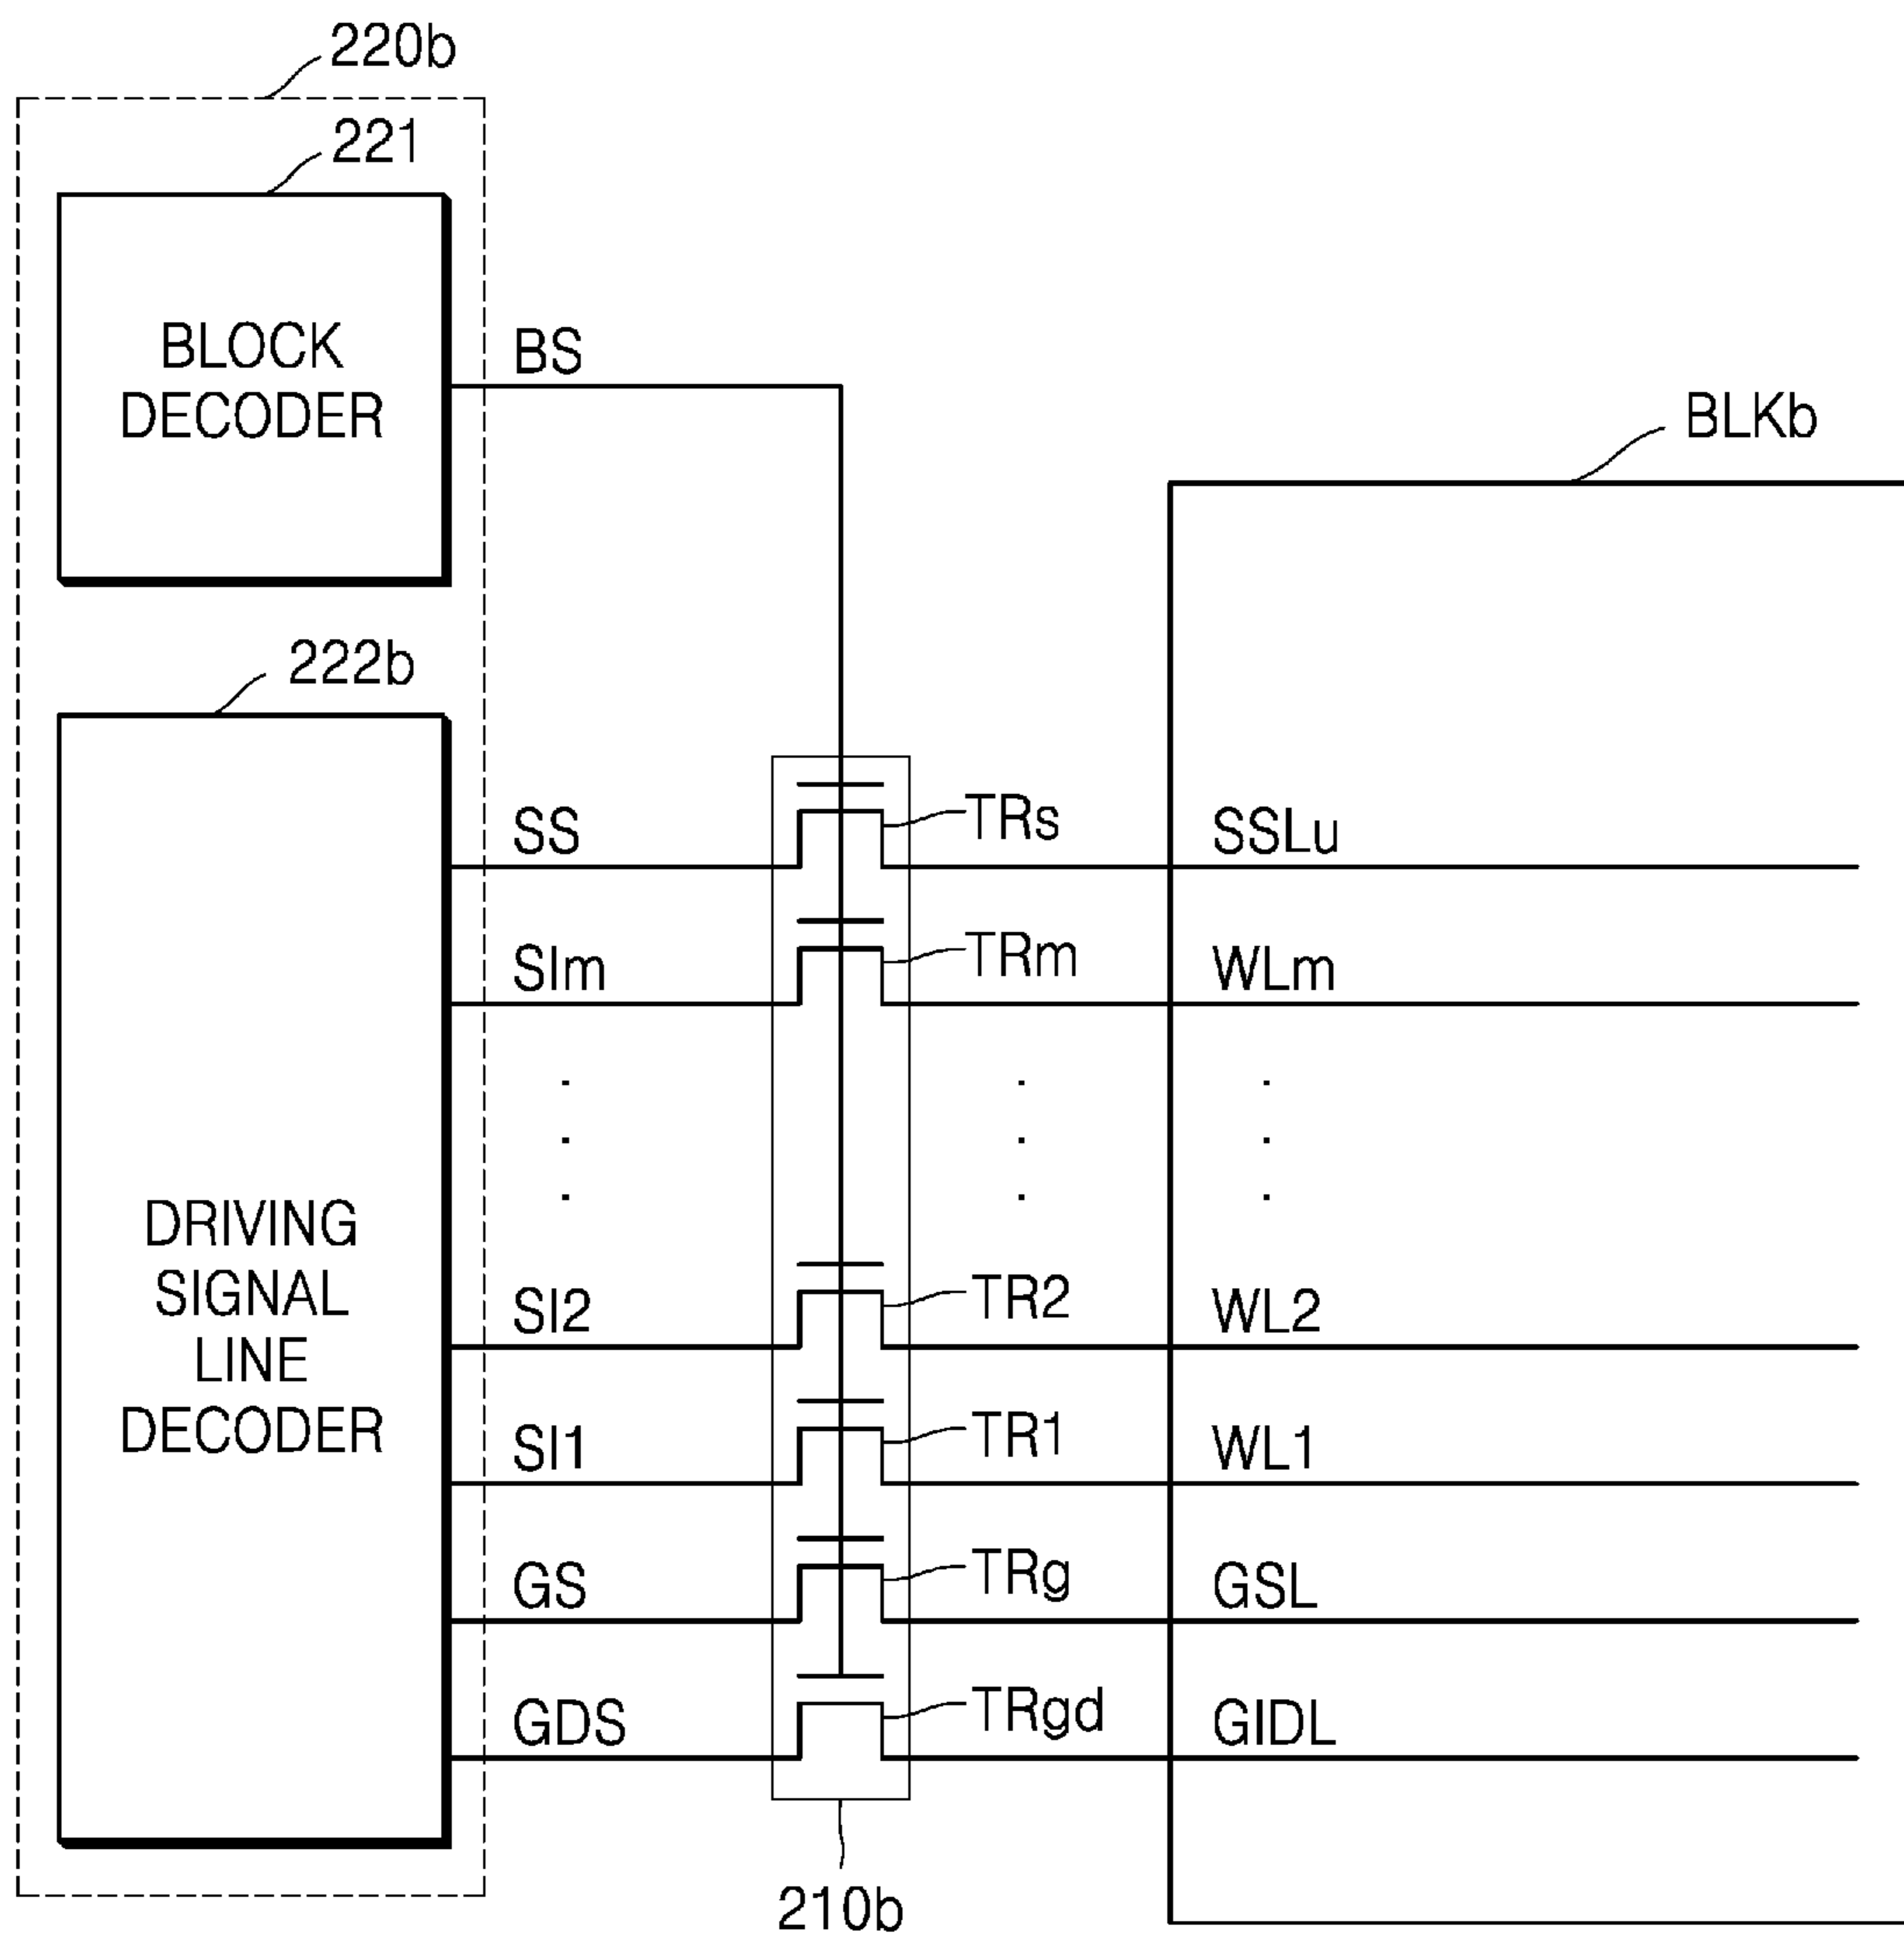 220b
221
BLOCK
DECODER
BS
BLKb
222b
DRIVING
SIGNAL
LINE
DECODER
SS
TRs
SSLu
SIm
TRm
WLm
SI2
TR2
WL2
SI1
TR1
WL1
GS
TRg
GSL
GDS
TRgd
GIDL
210b